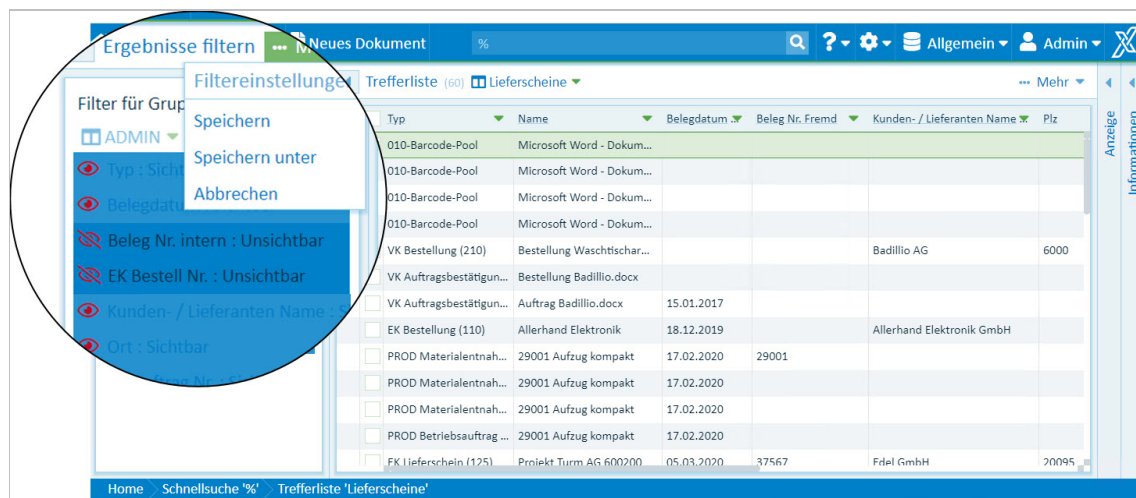 Ergebnisse filtern
Neues Dokument
%
?
Allgemein
Admin
Filtereinstellunge
Speichern
Speichern unter
Abbrechen
Filter für Grup
ADMIN
Typ : Sicht
Beleg Nr. intern : Unsichtbar
EK Bestell Nr. : Unsichtbar
Kunden- / Lieferanten Name : S
Ort : Sichtbar
Trefferliste (60) Lieferscheine
··· Mehr
Typ Name Belegdatum .. Beleg Nr. Fremd Kunden- / Lieferanten Name .. Plz
010-Barcode-Pool Microsoft Word - Dokum...
010-Barcode-Pool Microsoft Word - Dokum...
010-Barcode-Pool Microsoft Word - Dokum...
010-Barcode-Pool Microsoft Word - Dokum...
VK Bestellung (210) Bestellung Waschtischar... Badillio AG 6000
VK Auftragsbestätigun... Bestellung Badillio.docx
VK Auftragsbestätigun... Auftrag Badillio.docx 15.01.2017
EK Bestellung (110) Allerhand Elektronik 18.12.2019 Allerhand Elektronik GmbH
PROD Materialentnah... 29001 Aufzug kompakt 17.02.2020 29001
PROD Materialentnah... 29001 Aufzug kompakt 17.02.2020
PROD Materialentnah... 29001 Aufzug kompakt 17.02.2020
PROD Betriebsauftrag ... 29001 Aufzug kompakt 17.02.2020
EK Lieferschein (125) Projekt Turm AG 600200 05.03.2020 37567 Edel GmbH 20095
Anzeige
Informationen
Home Schnellsuche '%' Trefferliste 'Lieferscheine'